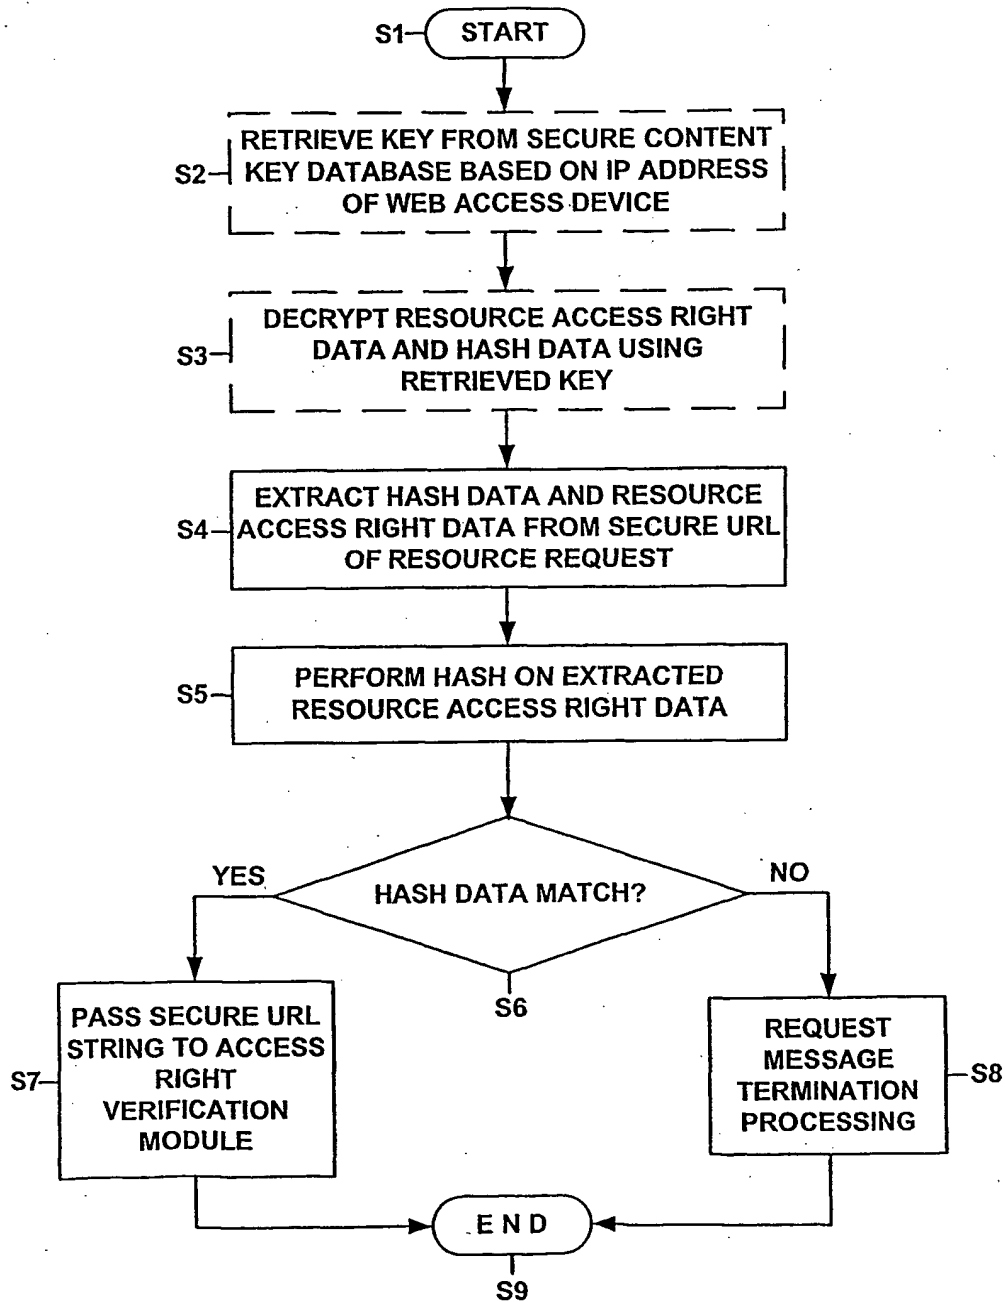 S1
START
S2
RETRIEVE KEY FROM SECURE CONTENT
KEY DATABASE BASED ON IP ADDRESS
OF WEB ACCESS DEVICE
S3
DECRYPT RESOURCE ACCESS RIGHT
DATA AND HASH DATA USING
RETRIEVED KEY
S4
EXTRACT HASH DATA AND RESOURCE
ACCESS RIGHT DATA FROM SECURE URL
OF RESOURCE REQUEST
S5
PERFORM HASH ON EXTRACTED
RESOURCE ACCESS RIGHT DATA
YES
NO
HASH DATA MATCH?
S6
S7
PASS SECURE URL
STRING TO ACCESS
RIGHT
VERIFICATION
MODULE
REQUEST
MESSAGE
TERMINATION
PROCESSING
S8
END
S9